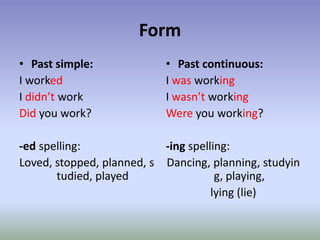 Form
• Past simple:
I worked
I didn’t work
Did you work?
-ed spelling:
Loved, stopped, planned, s
tudied, played
• Past continuous:
I was working
I wasn’t working
Were you working?
-ing spelling:
Dancing, planning, studyin
g, playing,
lying (lie)